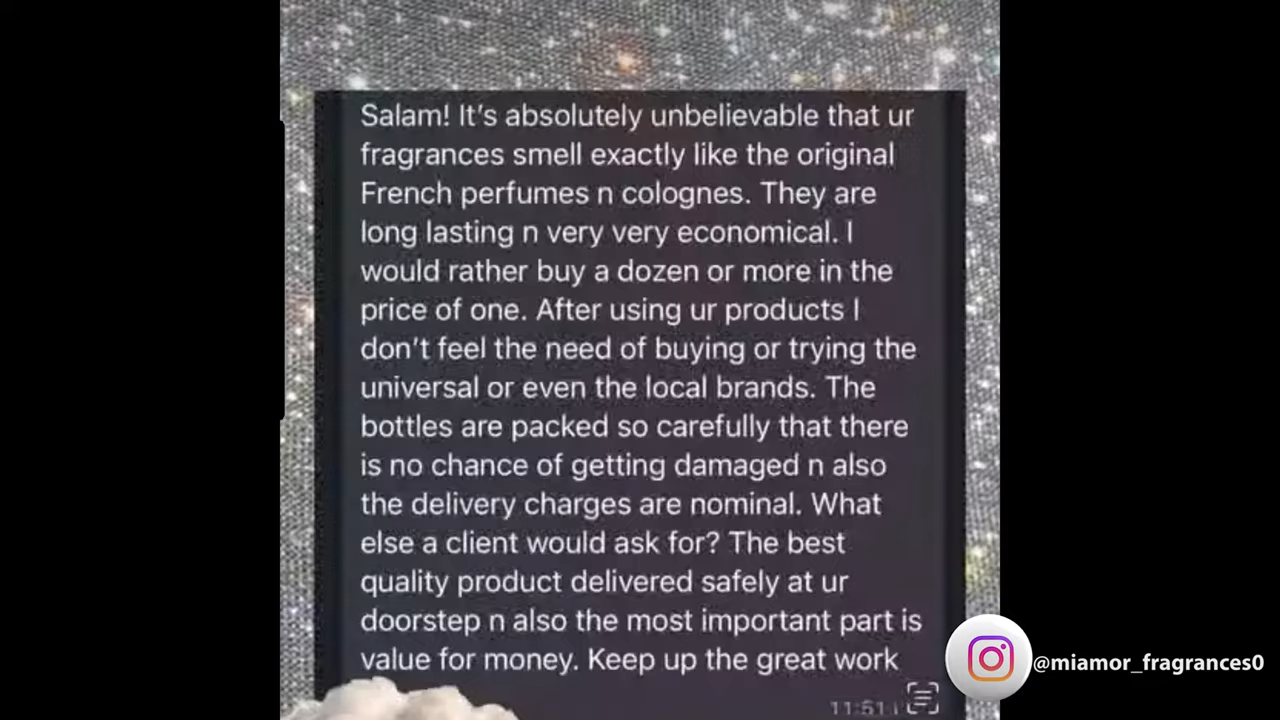 Salam! It's absolutely unbelievable that ur
fragrances smell exactly like the original
French perfumes n colognes. They are
long lasting n very very economical. I
would rather buy a dozen or more in the
price of one. After using ur products I
don't feel the need of buying or trying the
universal or even the local brands. The
bottles are packed so carefully that there
is no chance of getting damaged n also
the delivery charges are nominal. What
else a client would ask for? The best
quality product delivered safely at ur
doorstep n also the most important part is
value for money. Keep up the great work
11:51
@miamor_fragrances0